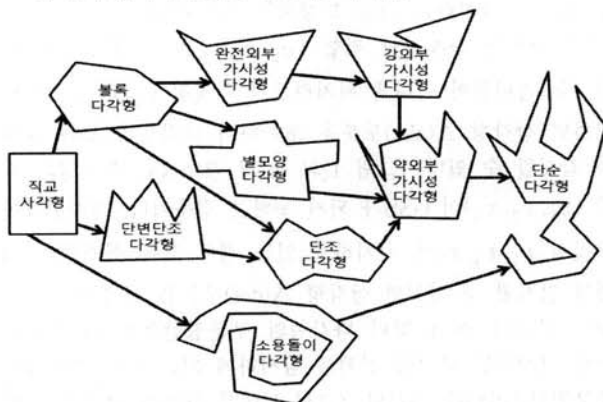 완전외부
가시성
다각형
강외부
가시성
다각형
볼록
다각형
별모양
다각형
약외부
가시성
다각형
단순
다각형
직교
사각형
단변단조
다각형
단조
다각형
소용돌이
다각형